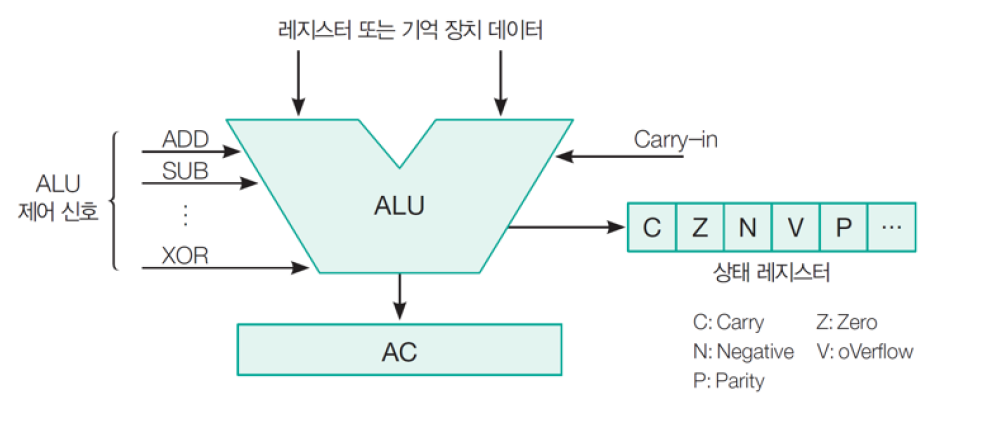 레지스터 또는 기억 장치 데이터
ADD
SUB
⋮
XOR
ALU
제어 신호
ALU
Carry-in
C Z N V P ⋯
상태 레지스터
AC
C: Carry Z: Zero
N: Negative V: oVerflow
P: Parity